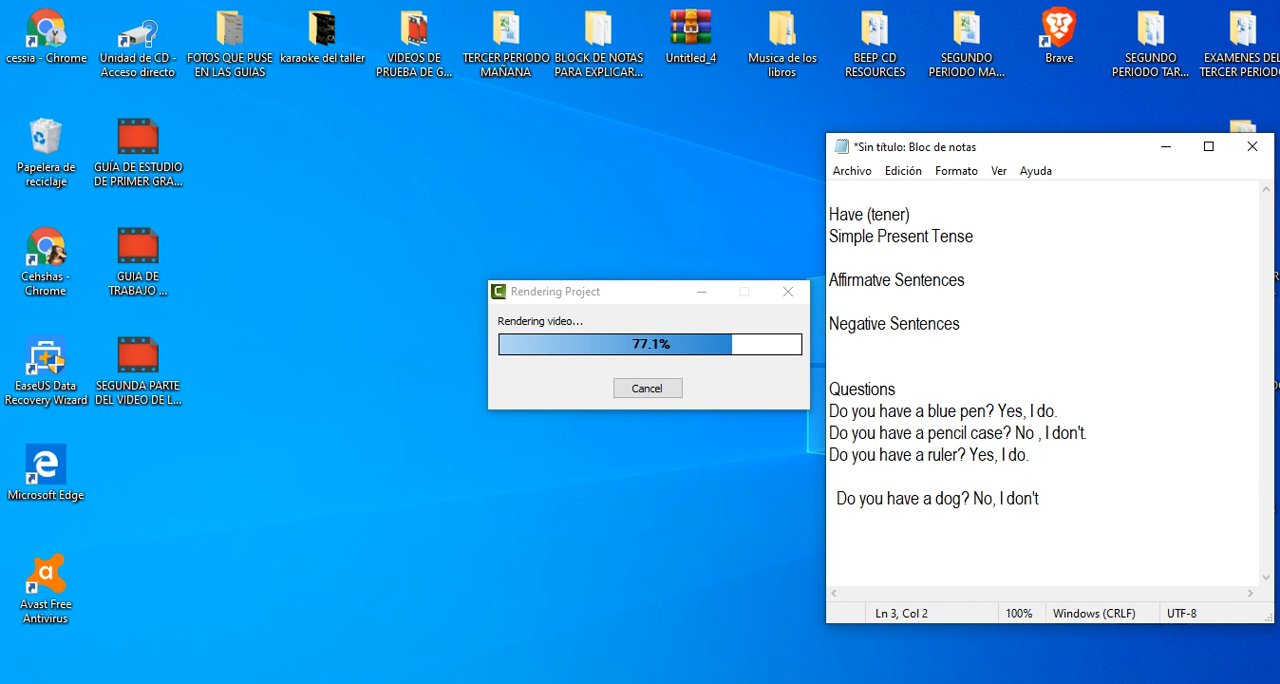 cessia - Chrome
Unidad de CD - Acceso directo
FOTOS QUE PUSE EN LAS GUIAS
karaoke del taller
VIDEOS DE PRUEBA DE G...
TERCER PERIODO MAÑANA
BLOCK DE NOTAS PARA EXPLICAR...
Untitled_4
Musica de los libros
BEEP CD RESOURCES
SEGUNDO PERIODO MA...
Brave
SEGUNDO PERIODO TAR...
EXAMENES DEL TERCER PERIODO
Papelera de reciclaje
GUÍA DE ESTUDIO DE PRIMER GRA...
Cehshas - Chrome
GUIA DE TRABAJO ...
EaseUS Data Recovery Wizard
SEGUNDA PARTE DEL VIDEO DE L...
Microsoft Edge
Avast Free Antivirus
Rendering Project
Rendering video...
77.1%
Cancel
*Sin título: Bloc de notas
Archivo Edición Formato Ver Ayuda
Have (tener)
Simple Present Tense
Affirmatve Sentences
Negative Sentences
Questions
Do you have a blue pen? Yes, I do.
Do you have a pencil case? No , I don't.
Do you have a ruler? Yes, I do.
Do you have a dog? No, I don't
Ln 3, Col 2 100% Windows (CRLF) UTF-8